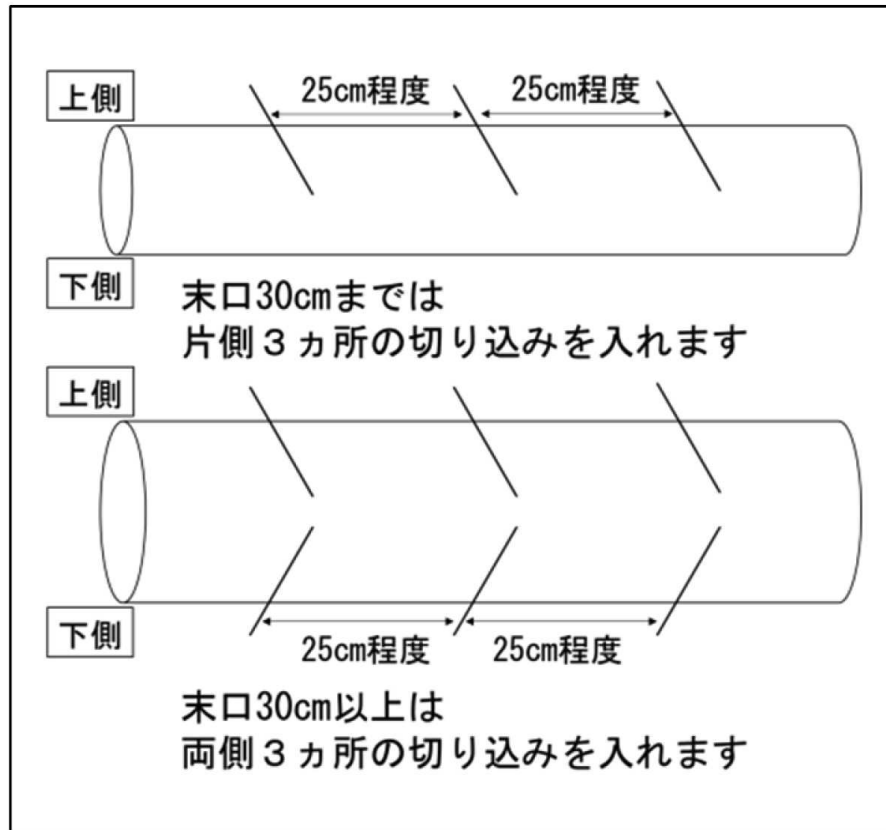 上側
25cm程度
25cm程度
下側
末口30cmまでは
片側３ヵ所の切り込みを入れます
上側
下側
25cm程度
25cm程度
末口30cm以上は
両側３ヵ所の切り込みを入れます